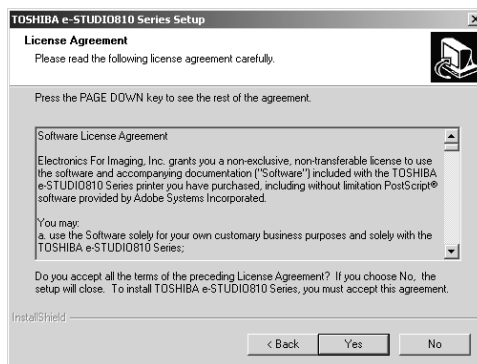 TOSHIBA e-STUDIO810 Series Setup
License Agreement
Please read the following license agreement carefully.
Press the PAGE DOWN key to see the rest of the agreement.
Software License Agreement
Electronics For Imaging, Inc. grants you a non-exclusive, non-transferable license to use
the software and accompanying documentation ("Software") included with the TOSHIBA
e-STUDIO810 Series printer you have purchased, including without limitation PostScript®
software provided by Adobe Systems Incorporated.
You may:
a. use the Software solely for your own customary business purposes and solely with the
TOSHIBA e-STUDIO810 Series;
Do you accept all the terms of the preceding License Agreement? If you choose No, the
setup will close. To install TOSHIBA e-STUDIO810 Series, you must accept this agreement.
InstallShield
< Back Yes No